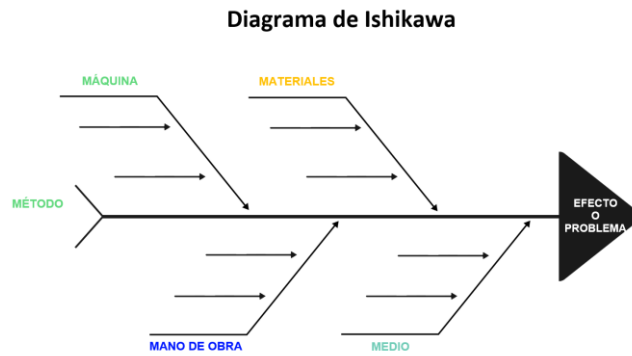 Diagrama de Ishikawa
MÁQUINA
MATERIALES
MÉTODO
EFECTO
O
PROBLEMA
MANO DE OBRA
MEDIO